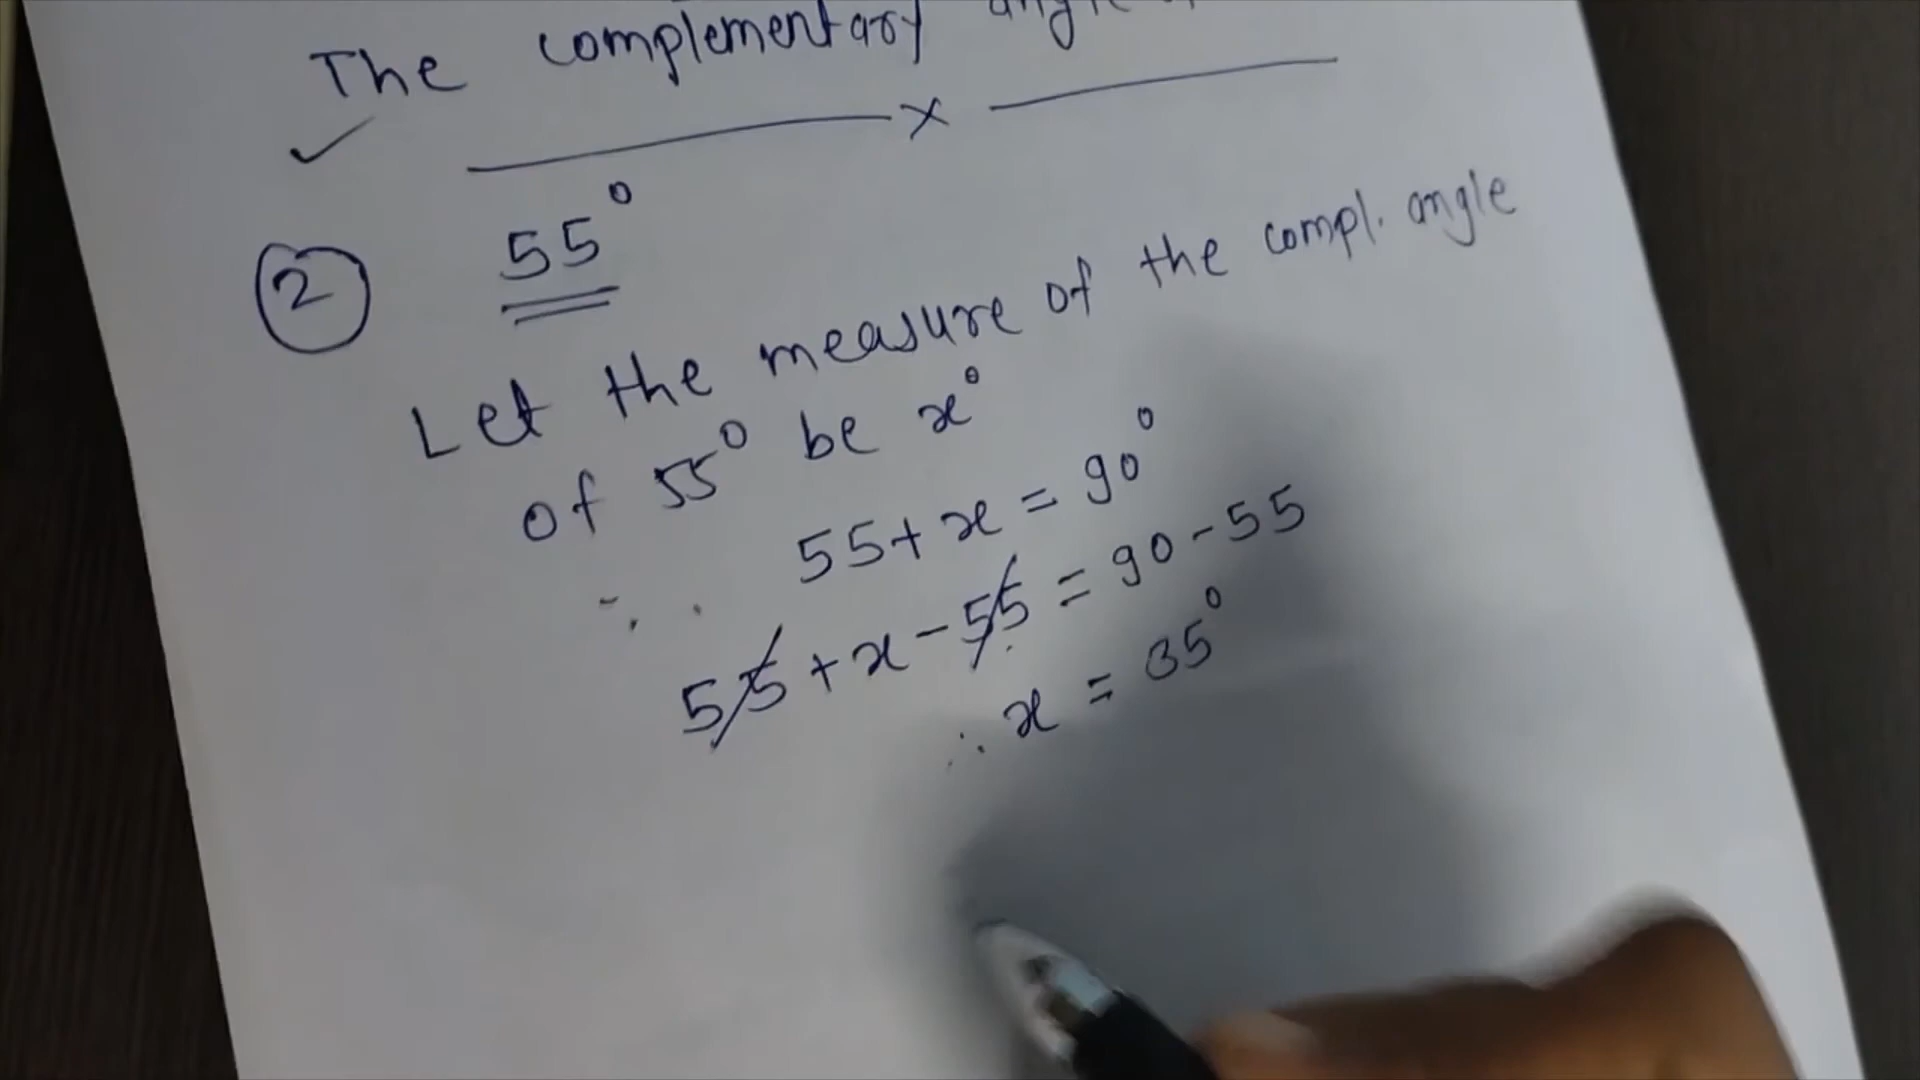 The complementary angle
x
② 55°
Let the measure of the compl. angle
of 55° be x°
∴ 55+x = 90°
55+x-55 = 90-55
∴ x = 35°